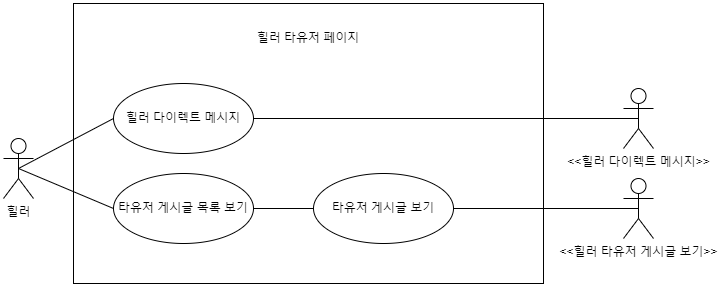 힐러 타유저 페이지
힐러 다이렉트 메시지
<<힐러 다이렉트 메시지>>
힐러
타유저 게시글 목록 보기
타유저 게시글 보기
<<힐러 타유저 게시글 보기>>